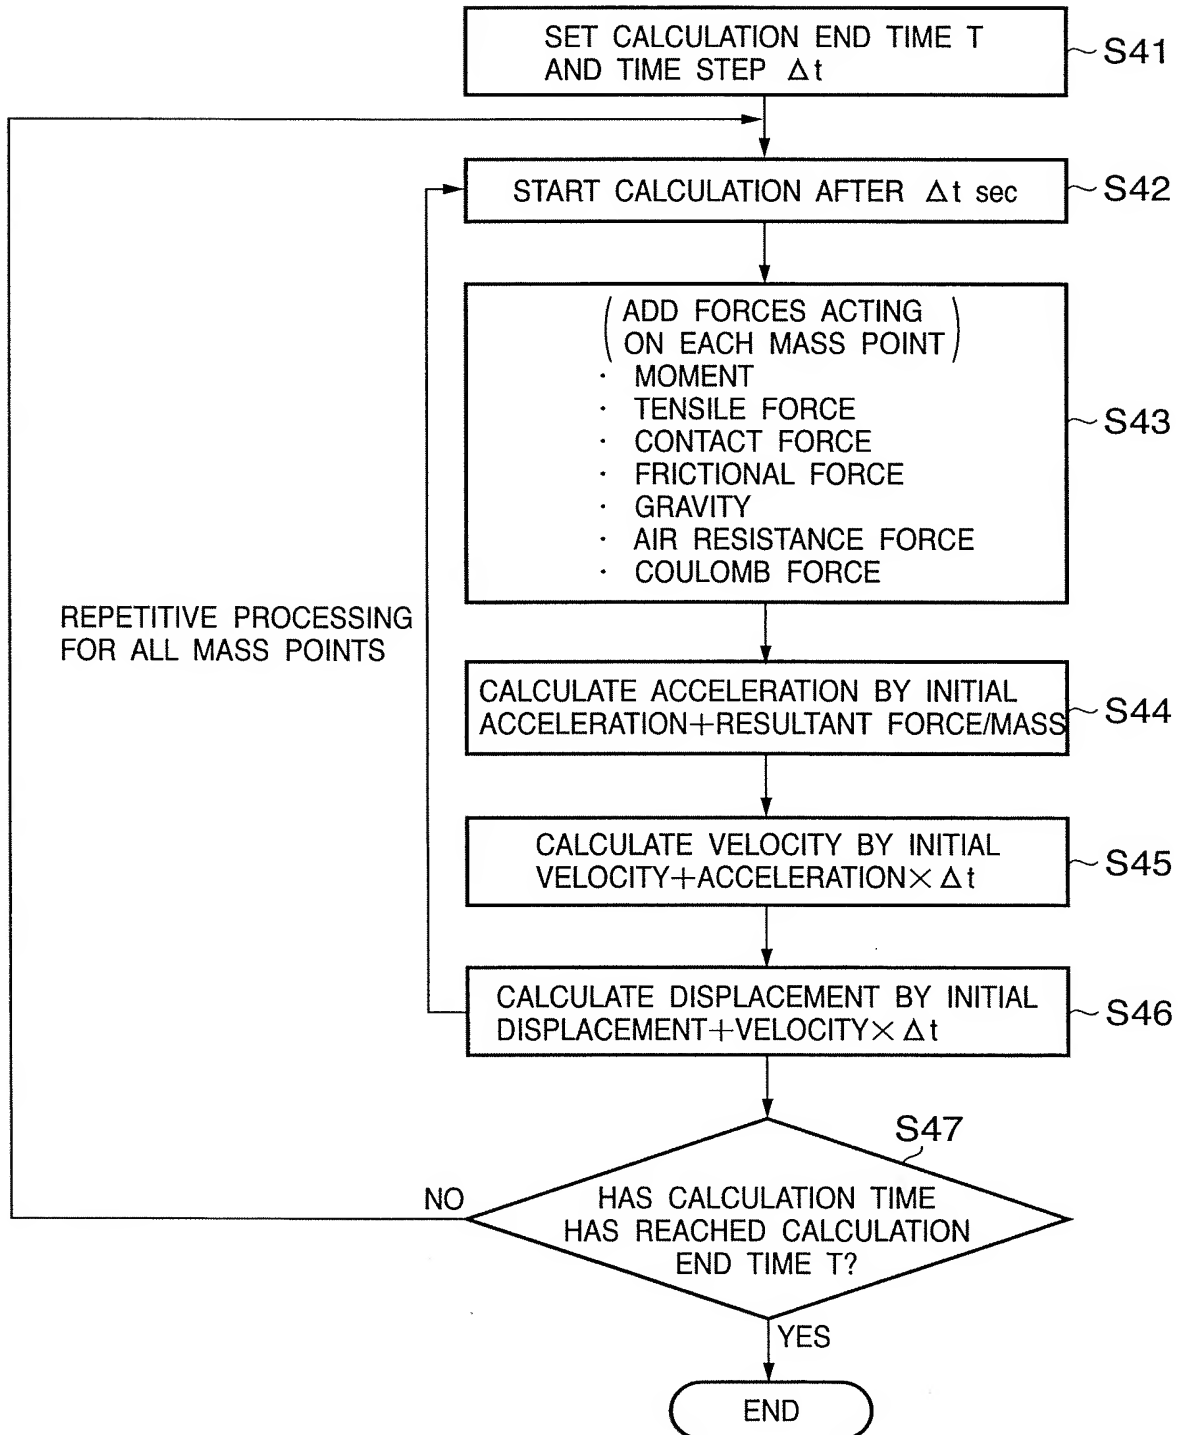 SET CALCULATION END TIME T
AND TIME STEP Δt
S41
START CALCULATION AFTER Δt sec
S42
(ADD FORCES ACTING
ON EACH MASS POINT)
· MOMENT
· TENSILE FORCE
· CONTACT FORCE
· FRICTIONAL FORCE
· GRAVITY
· AIR RESISTANCE FORCE
· COULOMB FORCE
S43
REPETITIVE PROCESSING
FOR ALL MASS POINTS
CALCULATE ACCELERATION BY INITIAL
ACCELERATION+RESULTANT FORCE/MASS
S44
CALCULATE VELOCITY BY INITIAL
VELOCITY+ACCELERATION×Δt
S45
CALCULATE DISPLACEMENT BY INITIAL
DISPLACEMENT+VELOCITY×Δt
S46
S47
NO
HAS CALCULATION TIME
HAS REACHED CALCULATION
END TIME T?
YES
END